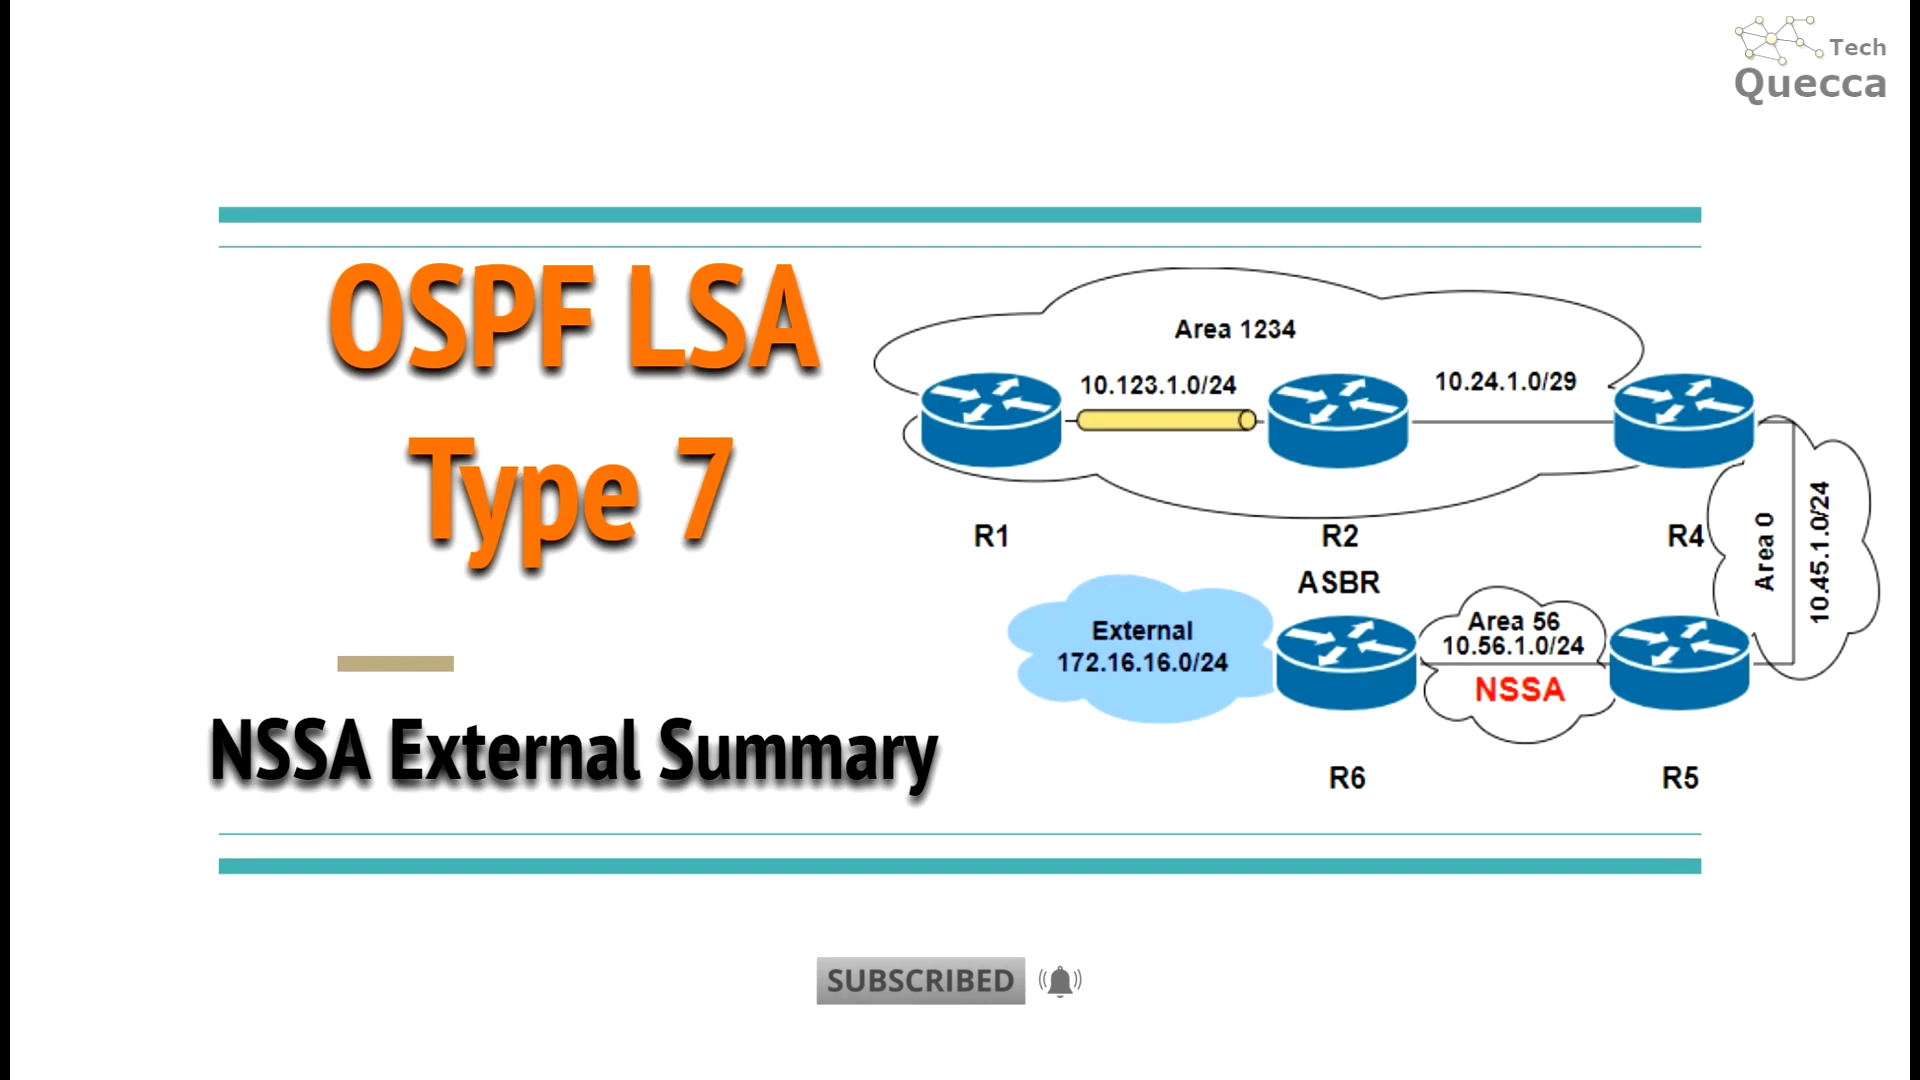 Tech
Quecca
OSPF LSA
Type 7
NSSA External Summary
Area 1234
10.123.1.0/24
10.24.1.0/29
R1
R2
R4
ASBR
Area 0
10.45.1.0/24
External
172.16.16.0/24
Area 56
10.56.1.0/24
NSSA
R6
R5
SUBSCRIBED